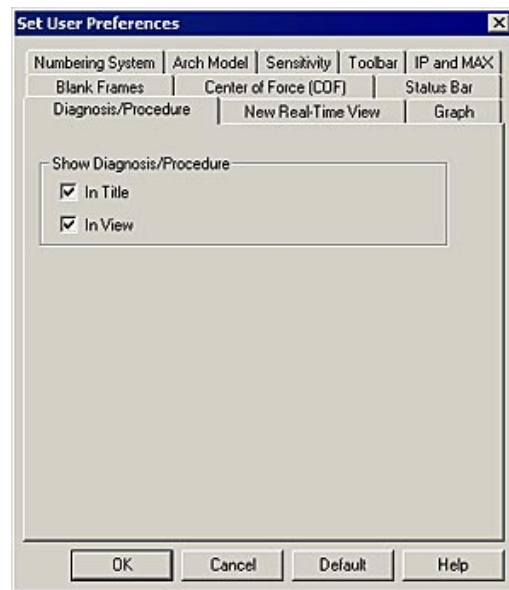 Set User Preferences
Numbering System Arch Model Sensitivity Toolbar IP and MAX
Blank Frames Center of Force (COF) Status Bar
Diagnosis/Procedure New Real-Time View Graph
Show Diagnosis/Procedure
In Title
In View
OK Cancel Default Help